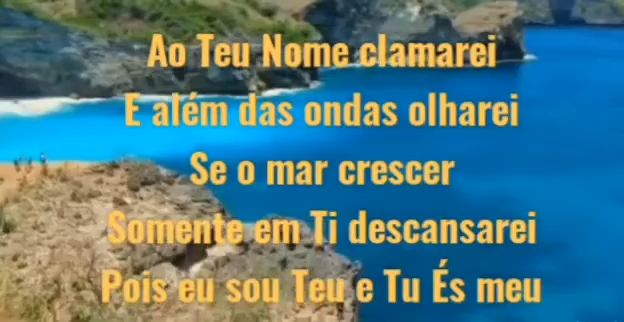 Ao Teu Nome clamarei
E além das ondas olharei
Se o mar crescer
Somente em Ti descansarei
Pois eu sou Teu e Tu És meu